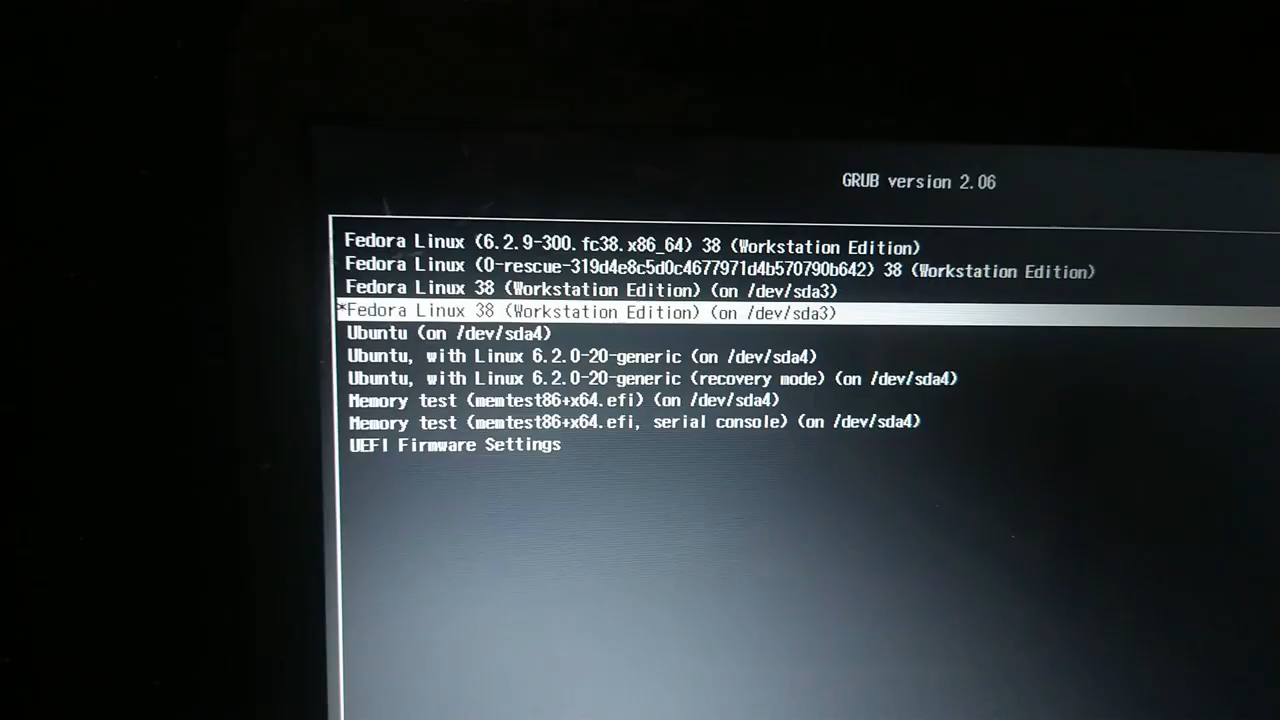 GRUB version 2.06
Fedora Linux (6.2.9-300.fc38.x86_64) 38 (Workstation Edition)
Fedora Linux (0-rescue-319d4e8c5d0c4677971d4b570790b642) 38 (Workstation Edition)
Fedora Linux 38 (Workstation Edition) (on /dev/sda3)
*Fedora Linux 38 (Workstation Edition) (on /dev/sda3)
Ubuntu (on /dev/sda4)
Ubuntu, with Linux 6.2.0-20-generic (on /dev/sda4)
Ubuntu, with Linux 6.2.0-20-generic (recovery mode) (on /dev/sda4)
Memory test (memtest86+x64.efi) (on /dev/sda4)
Memory test (memtest86+x64.efi, serial console) (on /dev/sda4)
UEFI Firmware Settings